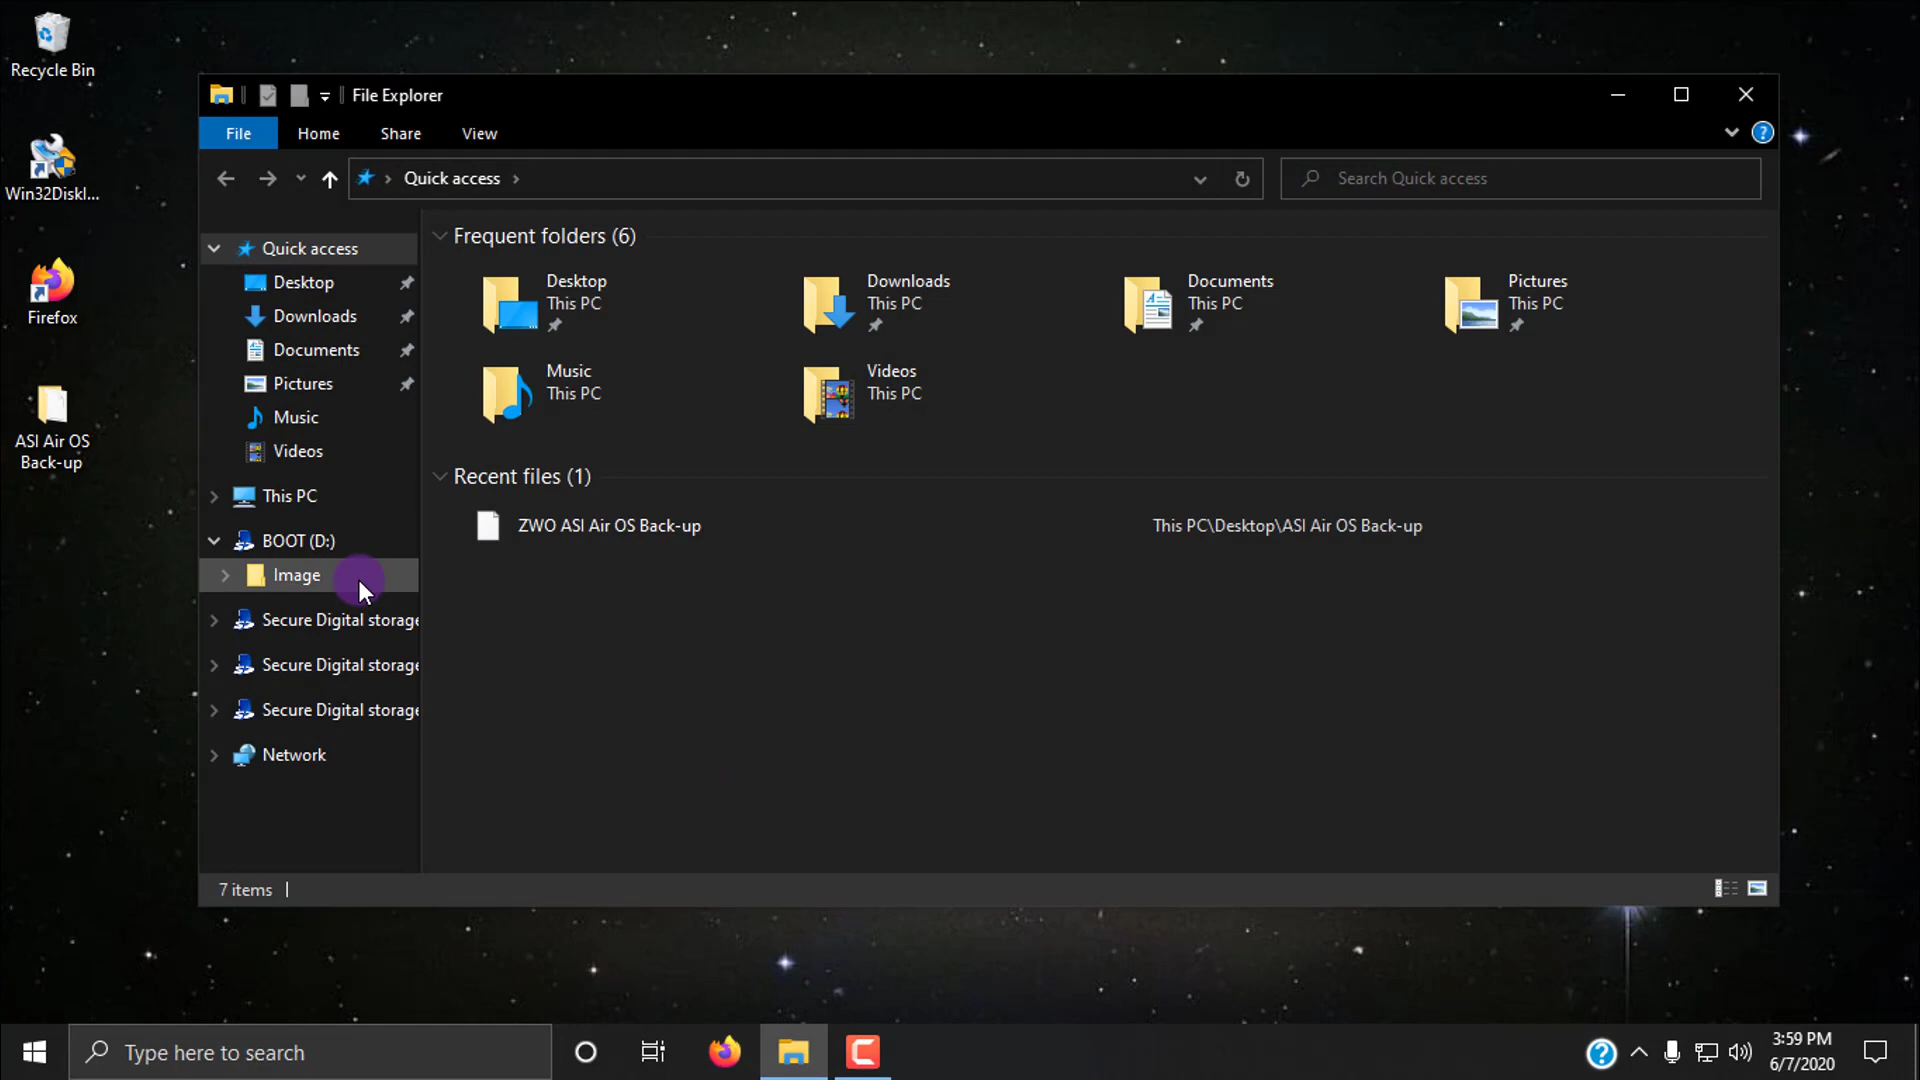 Recycle Bin
Win32DiskI...
Firefox
ASI Air OS
Back-up
File Explorer
File
Home
Share
View
Quick access
Search Quick access
Quick access
Desktop
Downloads
Documents
Pictures
Music
Videos
This PC
BOOT (D:)
Image
Secure Digital storage
Secure Digital storage
Secure Digital storage
Network
Frequent folders (6)
Desktop
This PC
Downloads
This PC
Documents
This PC
Pictures
This PC
Music
This PC
Videos
This PC
Recent files (1)
ZWO ASI Air OS Back-up
This PC\Desktop\ASI Air OS Back-up
7 items
Type here to search
3:59 PM
6/7/2020